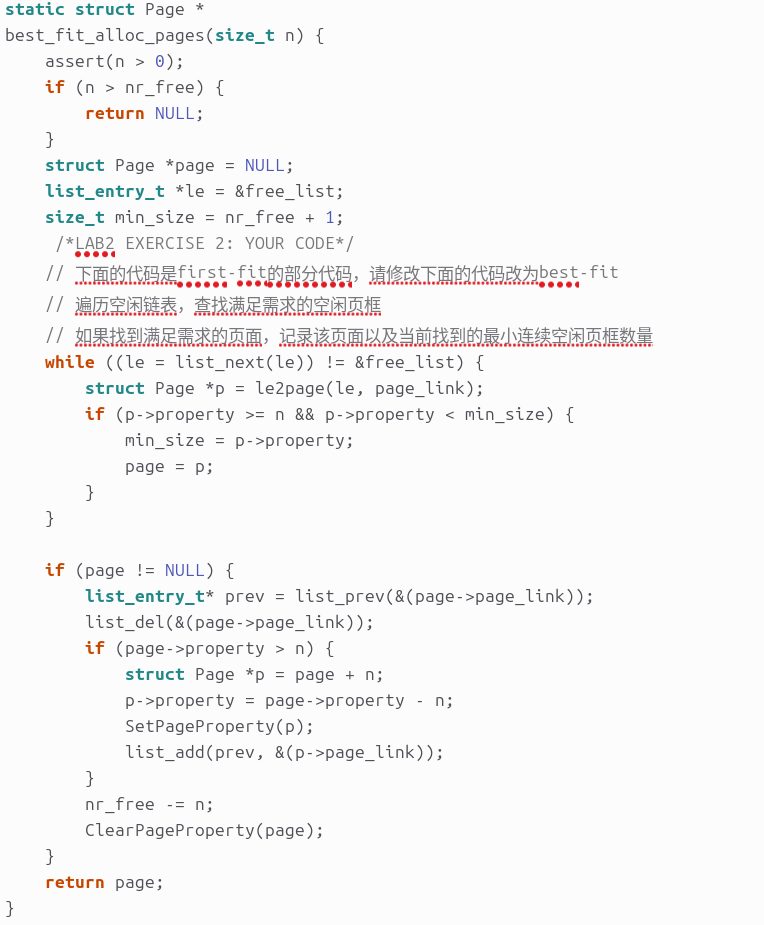 static struct Page *
best_fit_alloc_pages(size_t n) {
    assert(n > 0);
    if (n > nr_free) {
        return NULL;
    }
    struct Page *page = NULL;
    list_entry_t *le = &free_list;
    size_t min_size = nr_free + 1;
     /*LAB2 EXERCISE 2: YOUR CODE*/
    // 下面的代码是first-fit的部分代码，请修改下面的代码改为best-fit
    // 遍历空闲链表，查找满足需求的空闲页框
    // 如果找到满足需求的页面，记录该页面以及当前找到的最小连续空闲页框数量
    while ((le = list_next(le)) != &free_list) {
        struct Page *p = le2page(le, page_link);
        if (p->property >= n && p->property < min_size) {
            min_size = p->property;
            page = p;
        }
    }

    if (page != NULL) {
        list_entry_t* prev = list_prev(&(page->page_link));
        list_del(&(page->page_link));
        if (page->property > n) {
            struct Page *p = page + n;
            p->property = page->property - n;
            SetPageProperty(p);
            list_add(prev, &(p->page_link));
        }
        nr_free -= n;
        ClearPageProperty(page);
    }
    return page;
}